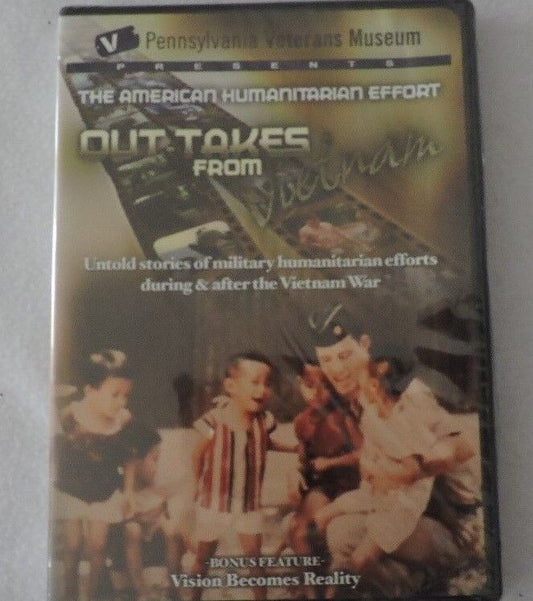 V Pennsylvania Veterans Museum
PRESENTS
THE AMERICAN HUMANITARIAN EFFORT
OUT TAKES
FROM Vietnam
Untold stories of military humanitarian efforts
during & after the Vietnam War
-BONUS FEATURE-
Vision Becomes Reality